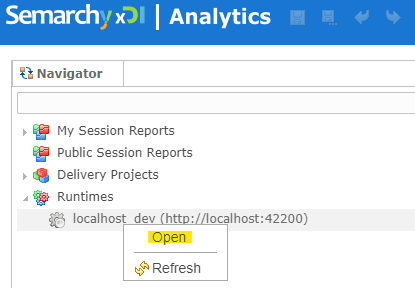 Semarchy xDI | Analytics
Navigator
My Session Reports
Public Session Reports
Delivery Projects
Runtimes
localhost_dev (http://localhost:42200)
Open
Refresh